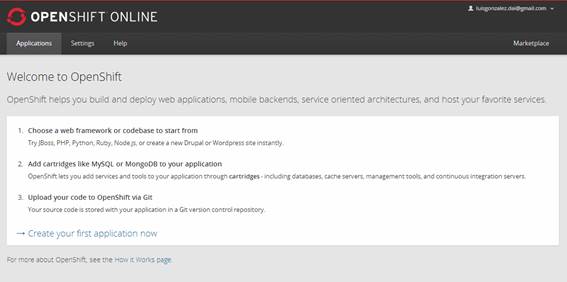 OPENSHIFT ONLINE
luisgonzalez.dai@gmail.com
Applications Settings Help Marketplace
Welcome to OpenShift
OpenShift helps you build and deploy web applications, mobile backends, service oriented architectures, and host your favorite services.
1. Choose a web framework or codebase to start from
Try JBoss, PHP, Python, Ruby, Node.js, or create a new Drupal or Wordpress site instantly.
2. Add cartridges like MySQL or MongoDB to your application
OpenShift lets you add services and tools to your application through cartridges - including databases, cache servers, management tools, and continuous integration servers.
3. Upload your code to OpenShift via Git
Your source code is stored with your application in a Git version control repository.
→ Create your first application now
For more about OpenShift, see the How it Works page.